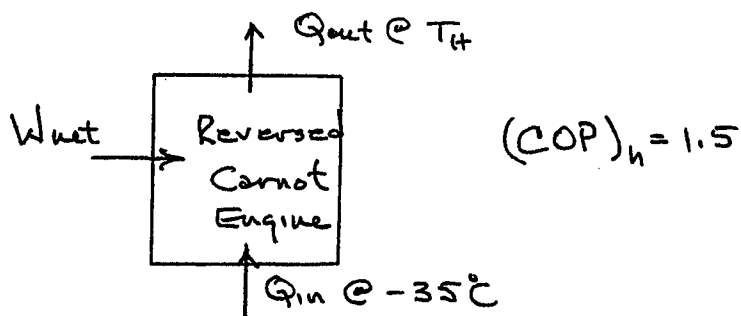 Qout @ TH
Wnet
Reversed
Carnot
Engine
(COP)h = 1.5
Qin @ -35°C